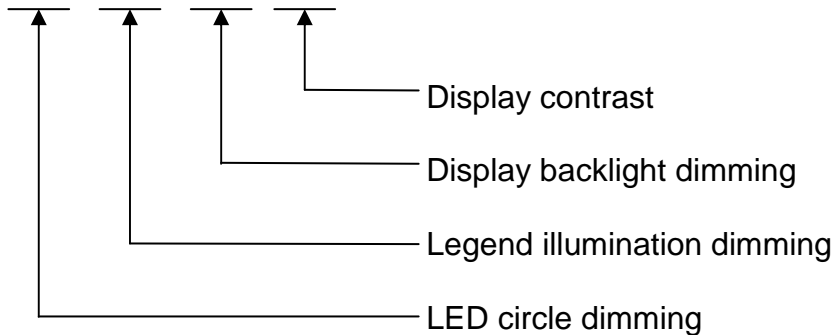 Display contrast
Display backlight dimming
Legend illumination dimming
LED circle dimming